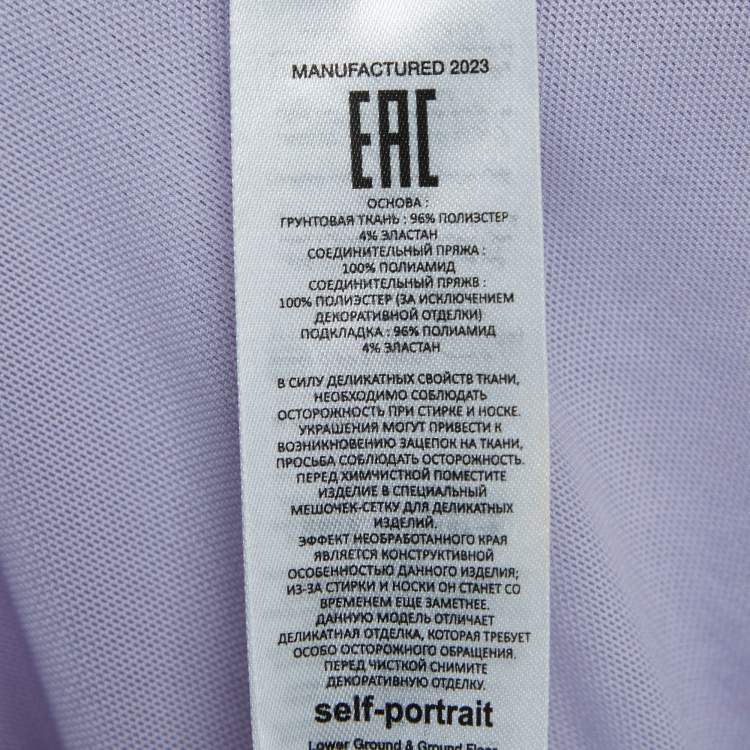 MANUFACTURED 2023
EAC
ОСНОВА :
ГРУНТОВАЯ ТКАНЬ : 96% ПОЛИЭСТЕР
4% ЭЛАСТАН
СОЕДИНИТЕЛЬНЫЙ ПРЯЖА :
100% ПОЛИАМИД
СОЕДИНИТЕЛЬНЫЙ ПРЯЖВ :
100% ПОЛИЭСТЕР (ЗА ИСКЛЮЧЕНИЕМ
ДЕКОРАТИВНОЙ ОТДЕЛКИ)
ПОДКЛАДКА : 96% ПОЛИАМИД
4% ЭЛАСТАН
В СИЛУ ДЕЛИКАТНЫХ СВОЙСТВ ТКАНИ,
НЕОБХОДИМО СОБЛЮДАТЬ
ОСТОРОЖНОСТЬ ПРИ СТИРКЕ И НОСКЕ.
УКРАШЕНИЯ МОГУТ ПРИВЕСТИ К
ВОЗНИКНОВЕНИЮ ЗАЦЕПОК НА ТКАНИ,
ПРОСЬБА СОБЛЮДАТЬ ОСТОРОЖНОСТЬ.
ПЕРЕД ХИМЧИСТКОЙ ПОМЕСТИТЕ
ИЗДЕЛИЕ В СПЕЦИАЛЬНЫЙ
МЕШОЧЕК-СЕТКУ ДЛЯ ДЕЛИКАТНЫХ
ИЗДЕЛИЙ.
ЭФФЕКТ НЕОБРАБОТАННОГО КРАЯ
ЯВЛЯЕТСЯ КОНСТРУКТИВНОЙ
ОСОБЕННОСТЬЮ ДАННОГО ИЗДЕЛИЯ;
ИЗ-ЗА СТИРКИ И НОСКИ ОН СТАНЕТ СО
ВРЕМЕНЕМ ЕЩЕ ЗАМЕТНЕЕ.
ДАННУЮ МОДЕЛЬ ОТЛИЧАЕТ
ДЕЛИКАТНАЯ ОТДЕЛКА, КОТОРАЯ ТРЕБУЕТ
ОСОБО ОСТОРОЖНОГО ОБРАЩЕНИЯ.
ПЕРЕД ЧИСТКОЙ СНИМИТЕ
ДЕКОРАТИВНУЮ ОТДЕЛКУ.
self-portrait
Lower Ground & Ground Floor